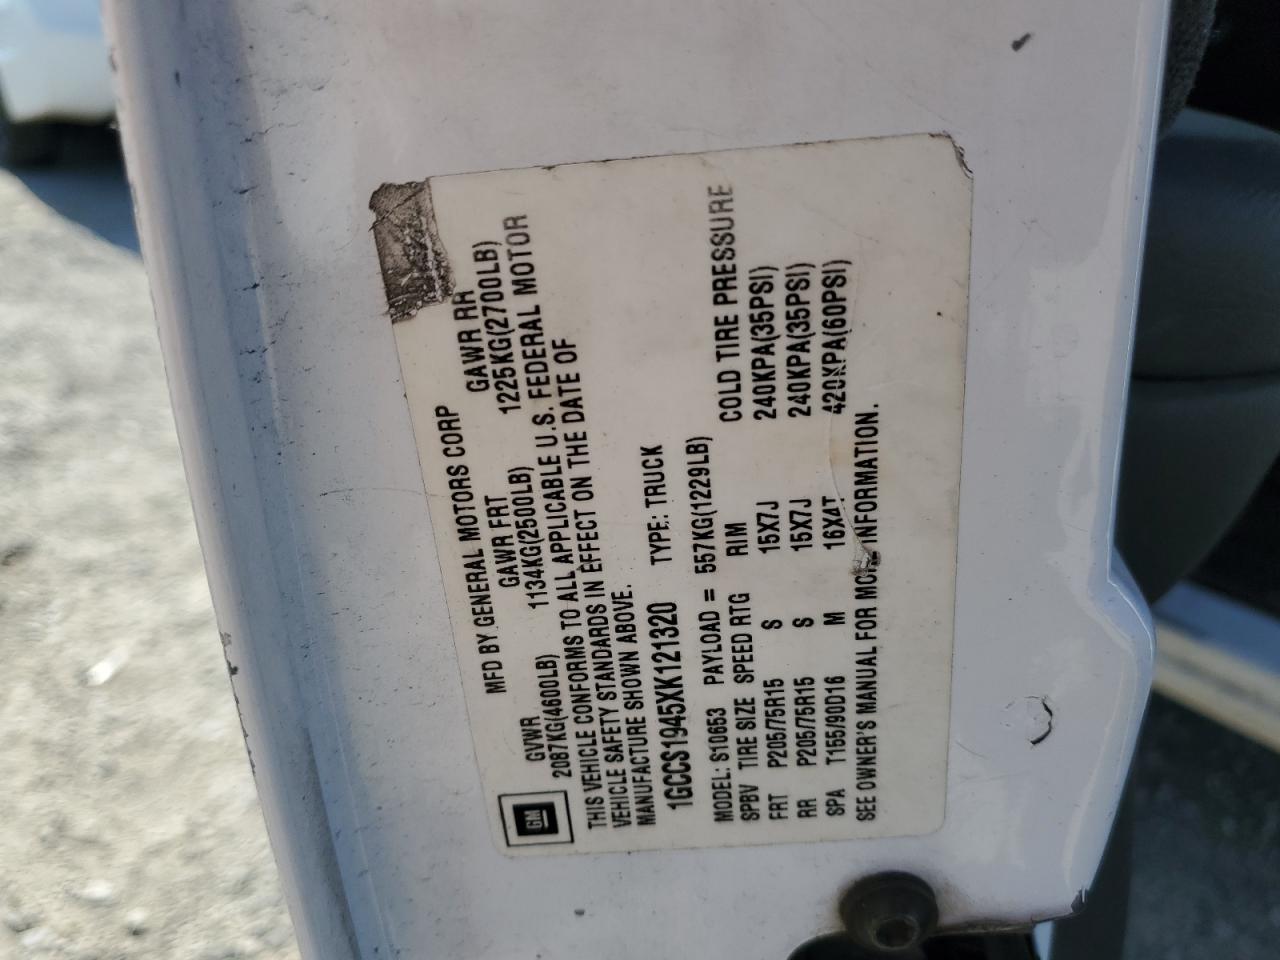 MFD BY GENERAL MOTORS CORP
GVWR GAWR FRT GAWR RR
2087KG(4600LB) 1134KG(2500LB) 1225KG(2700LB)
GM
THIS VEHICLE CONFORMS TO ALL APPLICABLE U.S. FEDERAL MOTOR
VEHICLE SAFETY STANDARDS IN EFFECT ON THE DATE OF
MANUFACTURE SHOWN ABOVE.
1GCCS1945XK121320 TYPE: TRUCK
MODEL: S10653 PAYLOAD = 557KG(1229LB)
SPBV TIRE SIZE SPEED RTG RIM COLD TIRE PRESSURE
FRT P205/75R15 S 15X7J 240KPA(35PSI)
RR P205/75R15 S 15X7J 240KPA(35PSI)
SPA T155/90D16 M 16X4T 420KPA(60PSI)
SEE OWNER'S MANUAL FOR MORE INFORMATION.